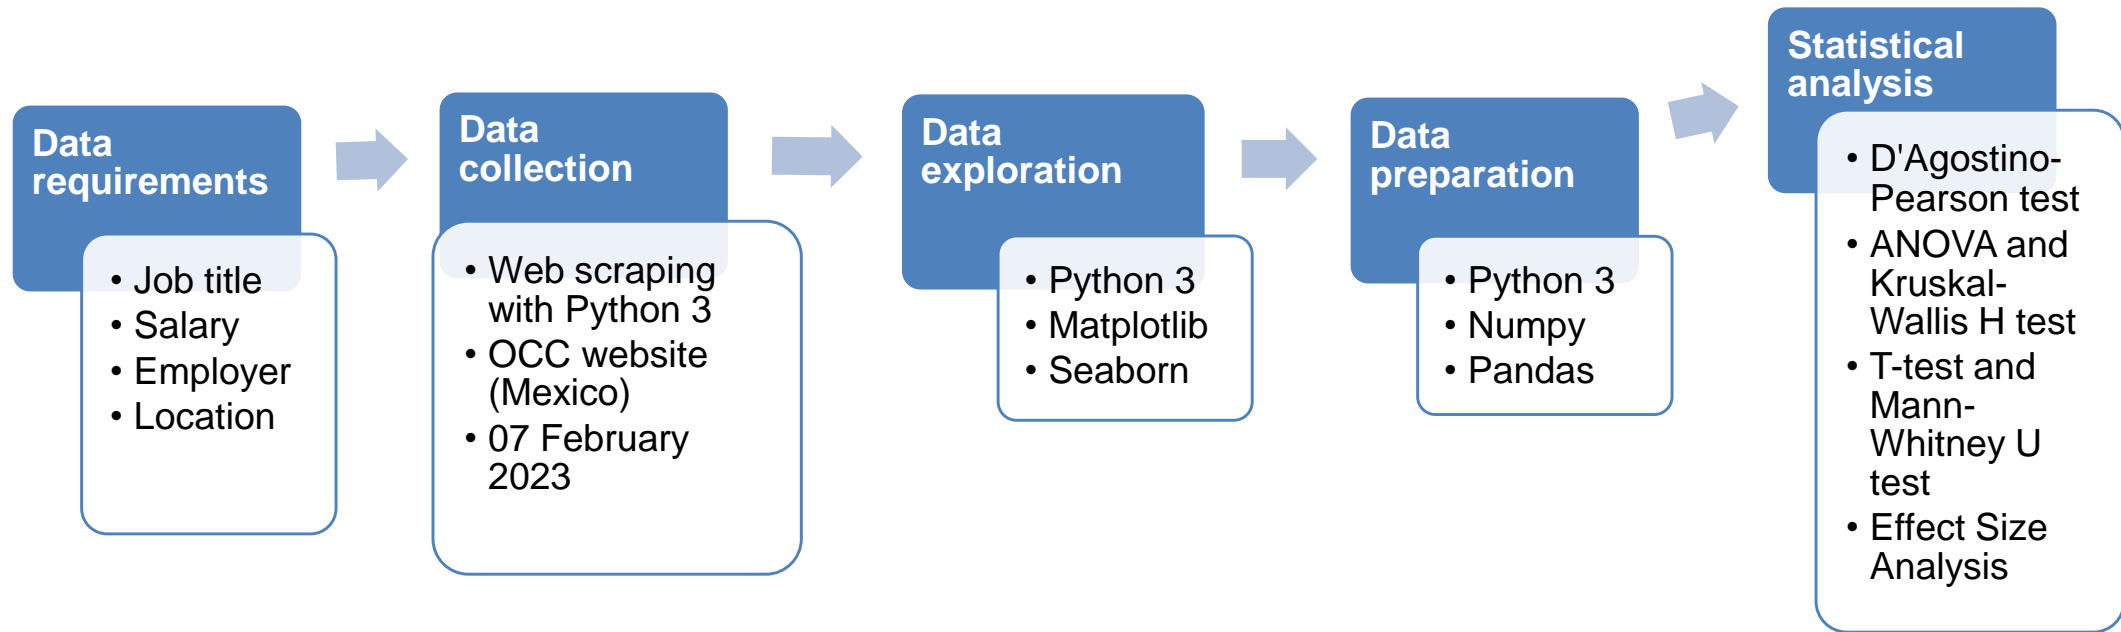 Data
requirements
• Job title
• Salary
• Employer
• Location
Data
collection
• Web scraping
with Python 3
• OCC website
(Mexico)
• 07 February
2023
Data
exploration
• Python 3
• Matplotlib
• Seaborn
Data
preparation
• Python 3
• Numpy
• Pandas
Statistical
analysis
• D'Agostino-
Pearson test
• ANOVA and
Kruskal-
Wallis H test
• T-test and
Mann-
Whitney U
test
• Effect Size
Analysis